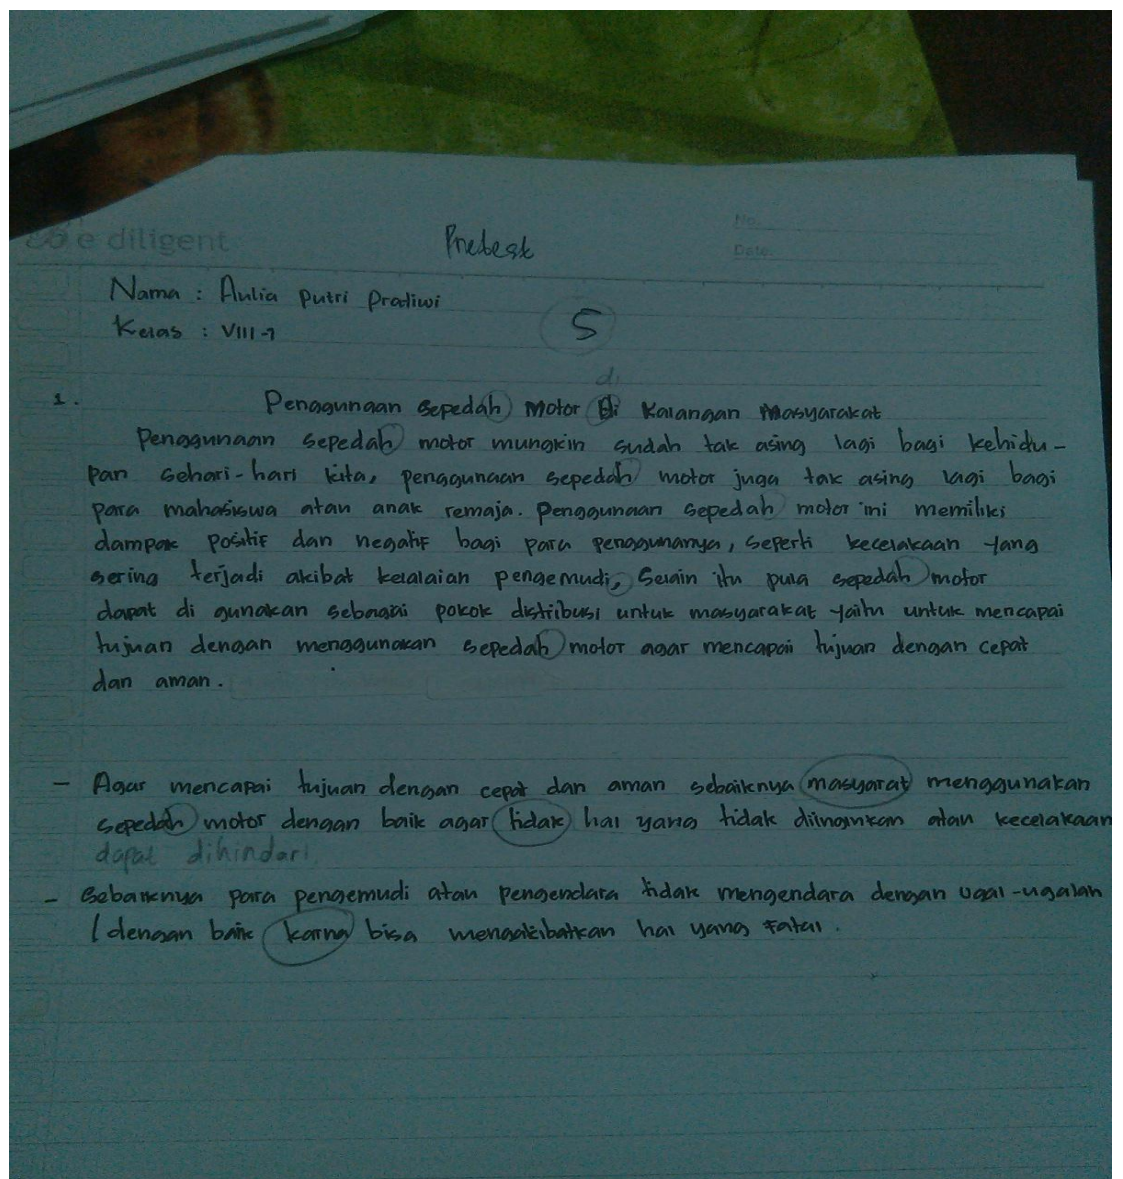 e diligent
No.
Date.
Pretest
Nama : Aulia Putri Pratiwi
Kelas : VIII-7
5
di
1. Penggunaan Sepedah Motor Di Kalangan Masyarakat
Penggunaan sepedah motor mungkin sudah tak asing lagi bagi kehidu-
pan sehari-hari kita, penggunaan sepedah motor juga tak asing lagi bagi
para mahasiswa atau anak remaja. Penggunaan sepedah motor ini memiliki
dampak positif dan negatif bagi para penggunanya, seperti kecelakaan yang
sering terjadi akibat kelalaian pengemudi, Selain itu pula sepedah motor
dapat di gunakan sebagai pokok distribusi untuk masyarakat yaitu untuk mencapai
tujuan dengan menggunakan sepedah motor agar mencapai tujuan dengan cepat
dan aman.
- Agar mencapai tujuan dengan cepat dan aman sebaiknya masyarat menggunakan
sepedah motor dengan baik agar tidak hal yang tidak diinginkan atau kecelakaan
dapat dihindari.
- Sebaiknya para pengemudi atau pengendara tidak mengendara dengan ugal-ugalan
/ dengan baik karna bisa mengakibatkan hal yang fatal.